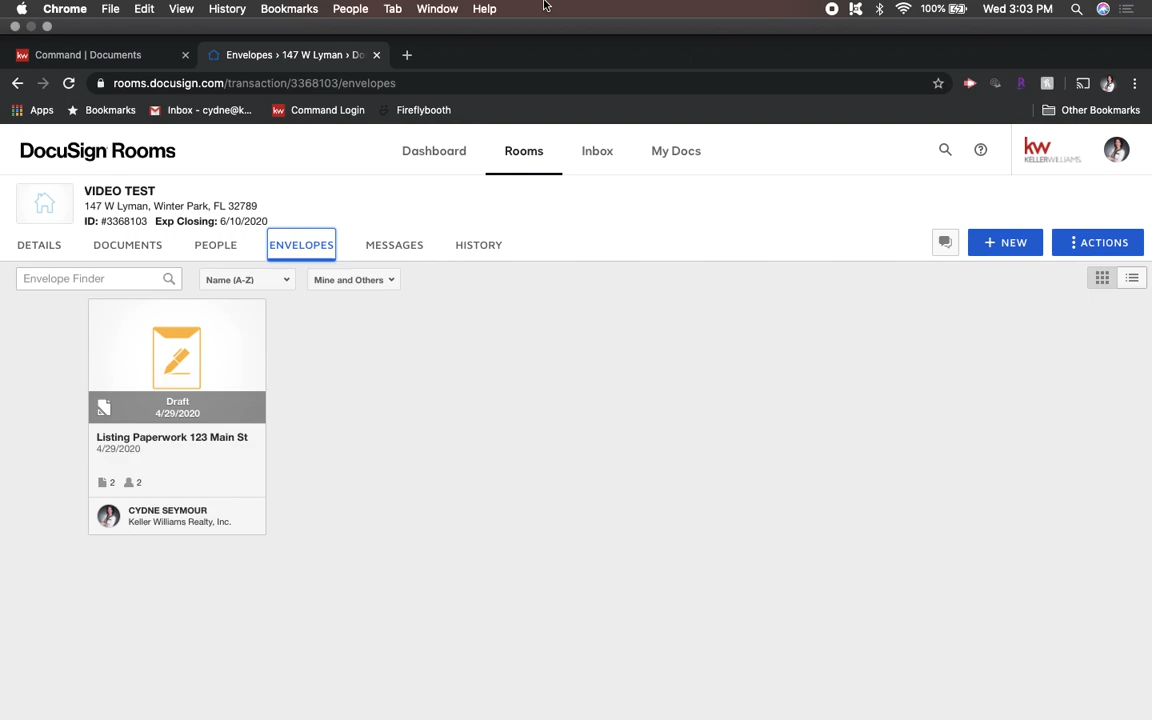 Chrome File Edit View History Bookmarks People Tab Window Help 100% Wed 3:03 PM
kw Command | Documents Envelopes › 147 W Lyman › Do
rooms.docusign.com/transaction/3368103/envelopes
Apps Bookmarks Inbox - cydne@k... kw Command Login Fireflybooth Other Bookmarks
DocuSign Rooms Dashboard Rooms Inbox My Docs kw
KELLERWILLIAMS.
VIDEO TEST
147 W Lyman, Winter Park, FL 32789
ID: #3368103 Exp Closing: 6/10/2020
DETAILS DOCUMENTS PEOPLE ENVELOPES MESSAGES HISTORY + NEW ACTIONS
Envelope Finder Name (A-Z) Mine and Others
Draft
4/29/2020
Listing Paperwork 123 Main St
4/29/2020
2 2
CYDNE SEYMOUR
Keller Williams Realty, Inc.